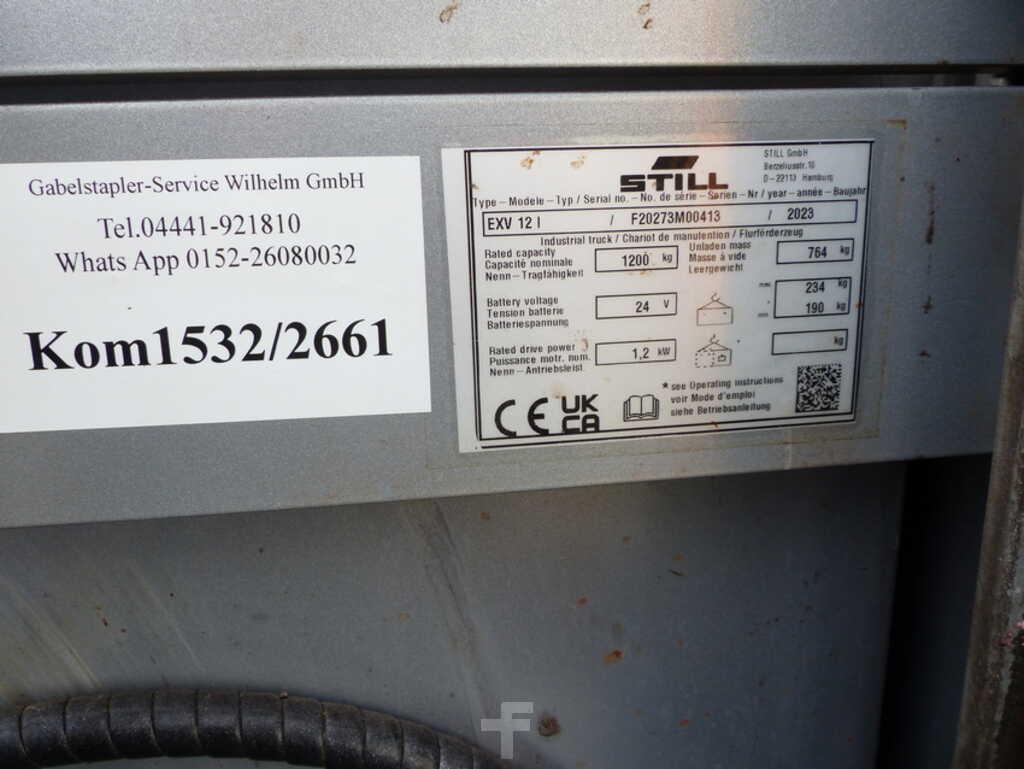 Gabelstapler-Service Wilhelm GmbH
Tel.04441-921810
Whats App 0152-26080032
Kom1532/2661
STILL
STILL GmbH
Berzeliusstr.10
D-22113 Hamburg
Type-Modele-Typ / Serial no.-No. de série-Serien-Nr / year-année-Baujahr
EXV 12 I / F20273M00413 / 2023
Industrial truck / Chariot de manutention / Flurförderzeug
Rated capacity
Capacité nominale
Nenn-Tragfähigkeit
1200 kg
Unladen mass
Masse à vide
Leergewicht
764 kg
Battery voltage
Tension batterie
Batteriespannung
24 V
max 234 kg
min 190 kg
Rated drive power
Puissance motr. nom.
Nenn-Antriebsleist.
1,2 kW
kg
* see Operating instructions
voir Mode d'emploi
siehe Betriebsanleitung
CE UK
CA